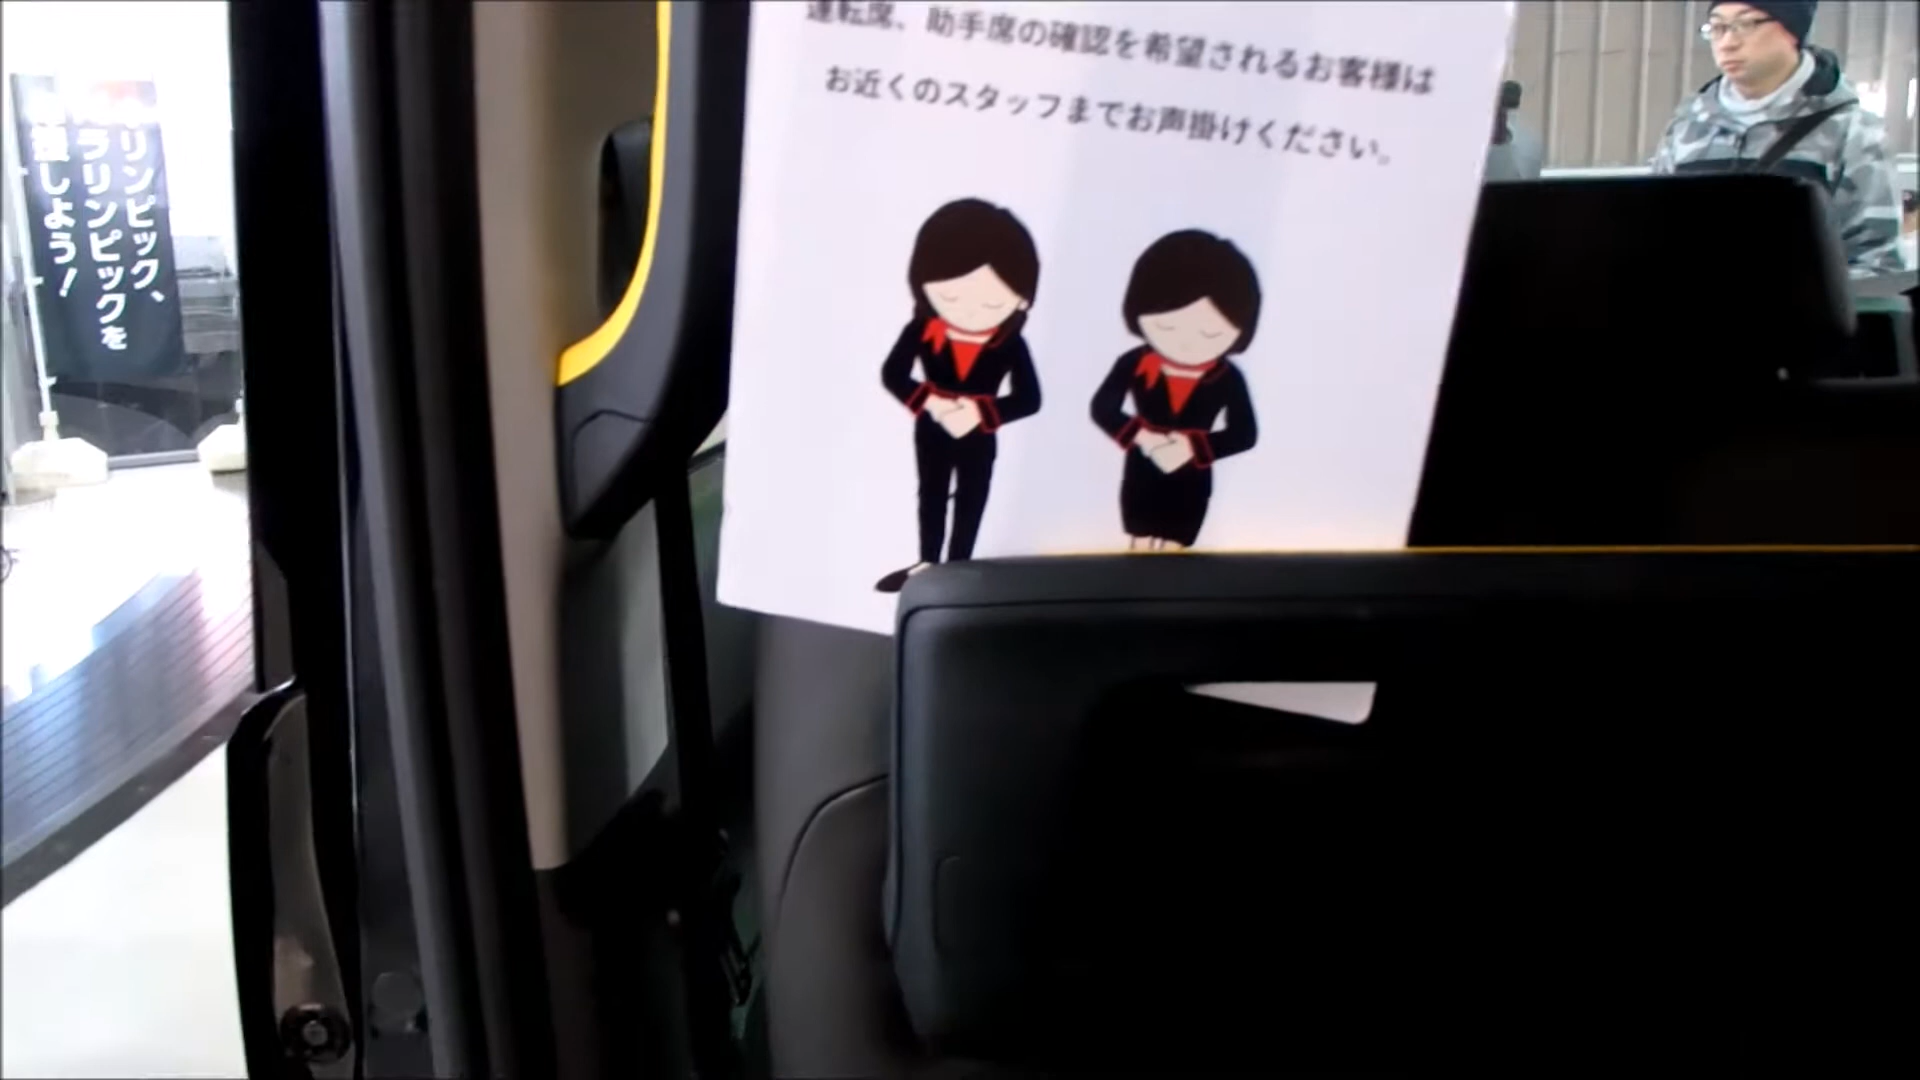 運転席、助手席の確認を希望されるお客様は
お近くのスタッフまでお声掛けください。
リンピック、
ラリンピックを
援しよう！